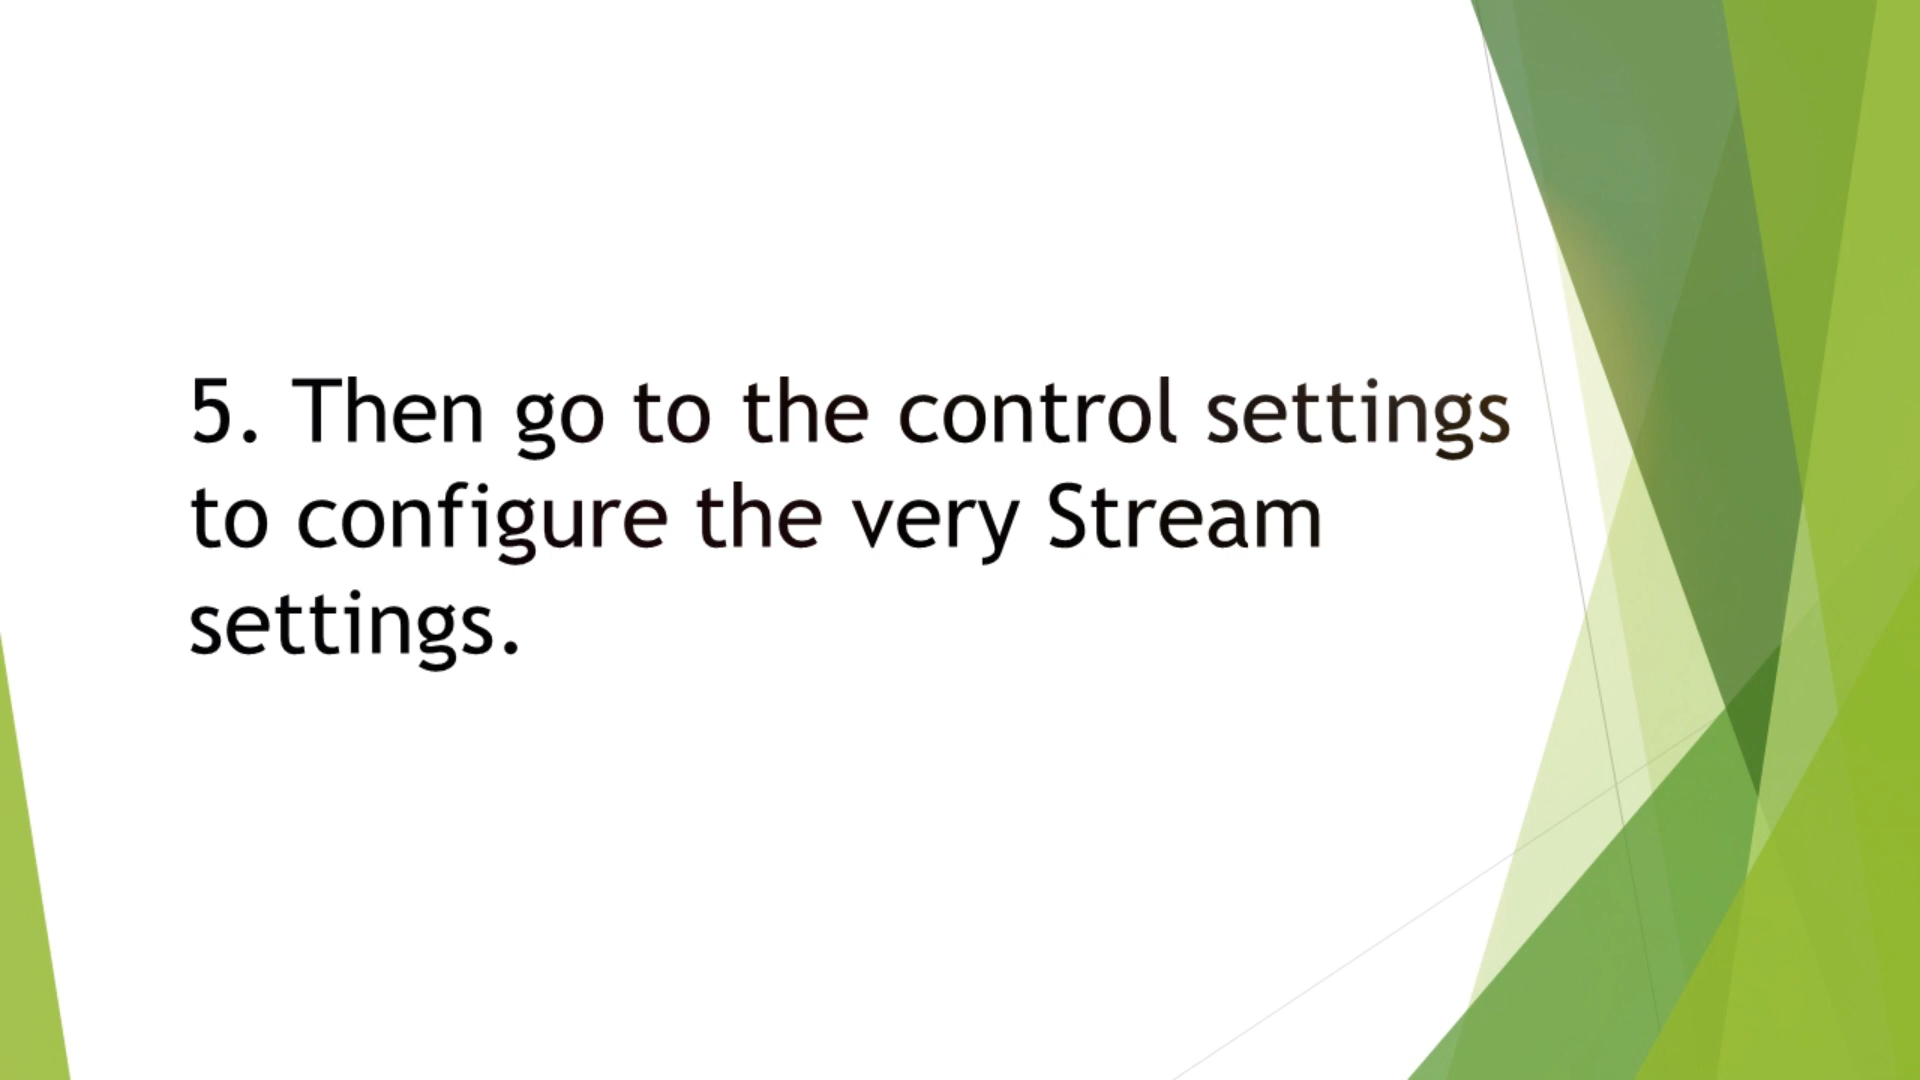 5. Then go to the control settings
to configure the very Stream
settings.